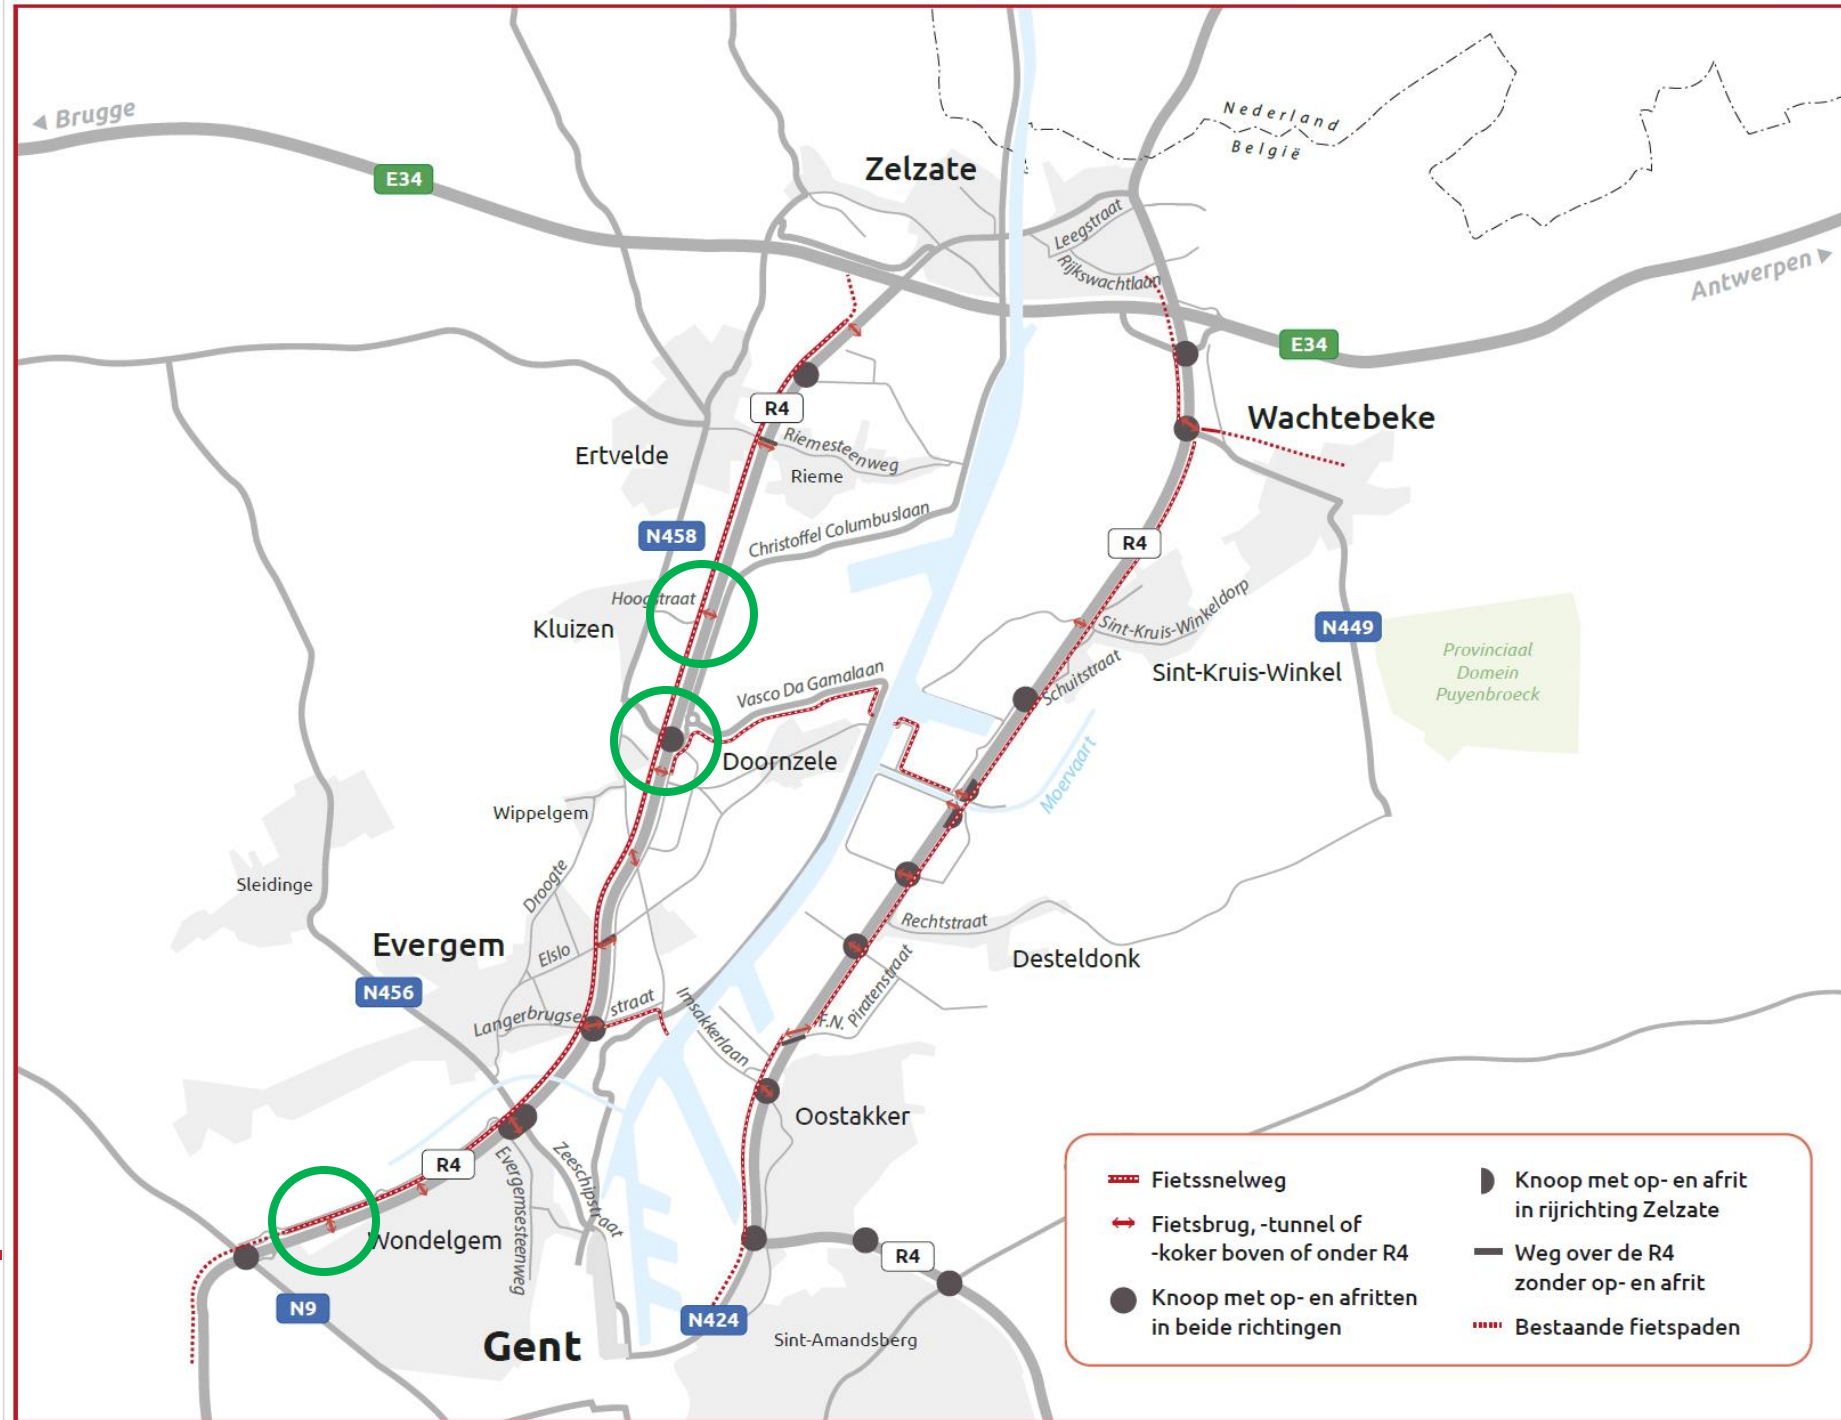 Brugge
E34
Zelzate
Nederland
België
Leegstraat
Rijkswachtlaan
Antwerpen
E34
R4
Wachtebeke
Ertvelde
Riemesteenweg
Rieme
N458
Christoffel Columbuslaan
R4
Hoogstraat
Kluizen
Sint-Kruis-Winkeldorp
N449
Provinciaal
Domein
Puyenbroeck
Vasco Da Gamalaan
Schuitstraat
Sint-Kruis-Winkel
Doornzele
Moervaart
Wippelgem
Sleidinge
Droogte
Rechtstraat
Evergem
Elslo
Desteldonk
N456
Langerbrugse straat
Imsakkerlaan
F.N. Piratenstraat
Oostakker
R4
Evergemsesteenweg
Zeeschipstraat
Wondelgem
R4
N9
N424
Gent
Sint-Amandsberg
Fietssnelweg
Fietsbrug, -tunnel of
-koker boven of onder R4
Knoop met op- en afritten
in beide richtingen
Knoop met op- en afrit
in rijrichting Zelzate
Weg over de R4
zonder op- en afrit
Bestaande fietspaden